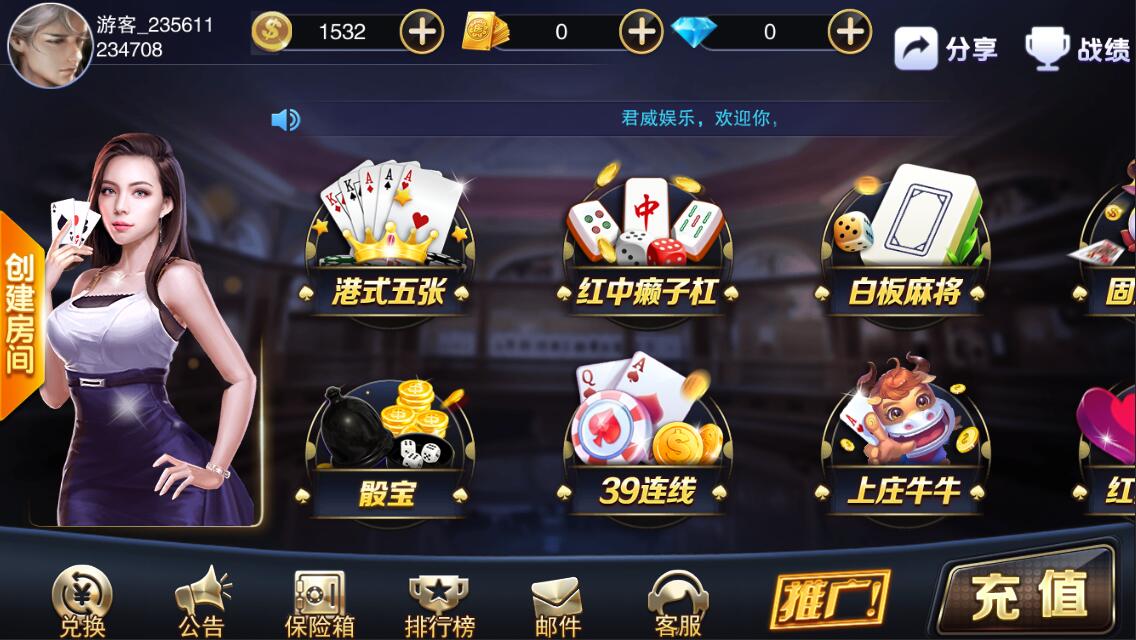 游客_235611
234708
1532
0
0
分享
战绩
君威娱乐，欢迎你,
创建房间
港式五张
红中癞子杠
白板麻将
固
骰宝
39连线
上庄牛牛
红
兑换
公告
保险箱
排行榜
邮件
客服
推广!
充值